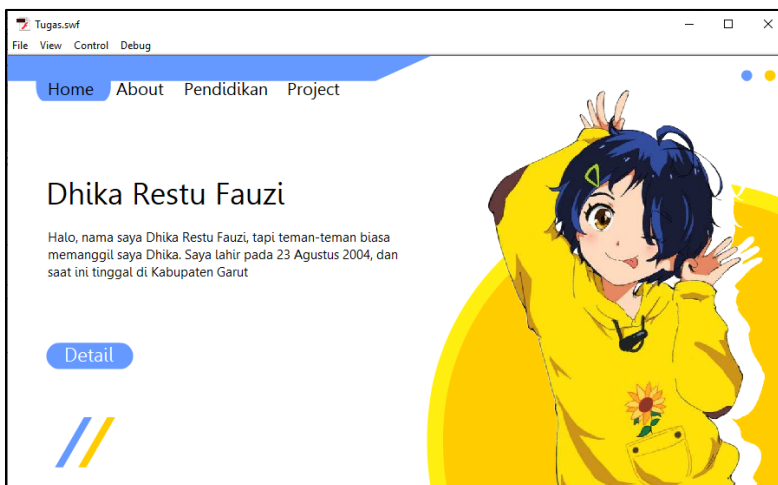 Tugas.swf
File View Control Debug
Home About Pendidikan Project
Dhika Restu Fauzi
Halo, nama saya Dhika Restu Fauzi, tapi teman-teman biasa
memanggil saya Dhika. Saya lahir pada 23 Agustus 2004, dan
saat ini tinggal di Kabupaten Garut
Detail